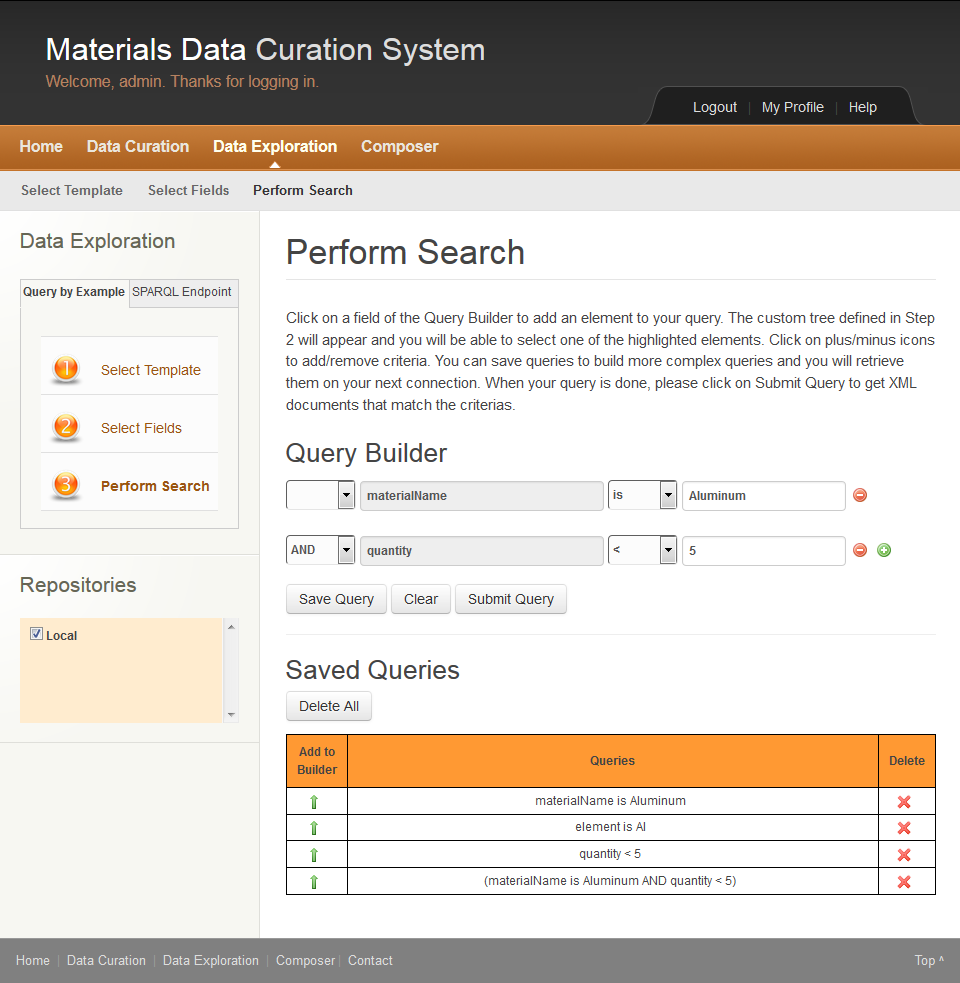 Materials Data Curation System
Welcome, admin. Thanks for logging in.
Logout | My Profile | Help
Home Data Curation Data Exploration Composer
Select Template Select Fields Perform Search
Data Exploration
Query by Example SPARQL Endpoint
1 Select Template
2 Select Fields
3 Perform Search
Repositories
Local
Perform Search
Click on a field of the Query Builder to add an element to your query. The custom tree defined in Step
2 will appear and you will be able to select one of the highlighted elements. Click on plus/minus icons
to add/remove criteria. You can save queries to build more complex queries and you will retrieve
them on your next connection. When your query is done, please click on Submit Query to get XML
documents that match the criterias.
Query Builder
materialName is Aluminum
AND quantity < 5
Save Query Clear Submit Query
Saved Queries
Delete All
Add to
Builder
Queries
Delete
materialName is Aluminum
element is Al
quantity < 5
(materialName is Aluminum AND quantity < 5)
Home | Data Curation | Data Exploration | Composer | Contact
Top ^